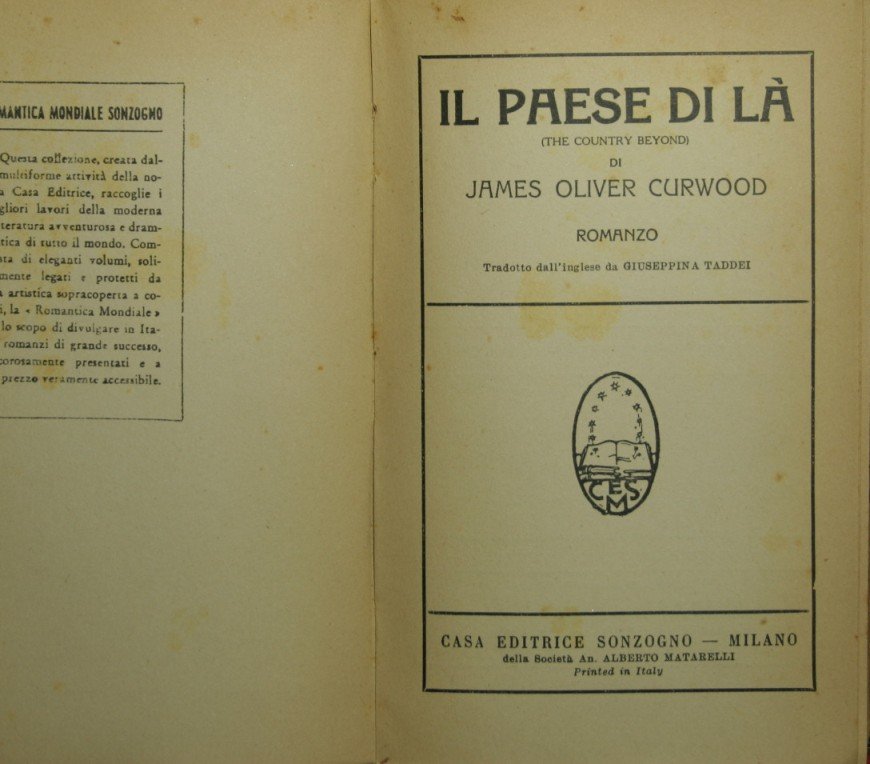 MANTICA MONDIALE SONZOGNO
Questa collezione, creata dal-
multiforme attività della no-
a Casa Editrice, raccoglie i
gliori lavori della moderna
tteratura avventurosa e dram-
tica di tutto il mondo. Com-
sta di eleganti volumi, soli-
mente legati e protetti da
a artistica sopracoperta a co-
i, la « Romantica Mondiale »
lo scopo di divulgare in Ita-
romanzi di grande successo,
corosamente presentati e a
prezzo veramente accessibile.
IL PAESE DI LÀ
(THE COUNTRY BEYOND)
DI
JAMES OLIVER CURWOOD
ROMANZO
Tradotto dall'inglese da GIUSEPPINA TADDEI
CES
M
CASA EDITRICE SONZOGNO — MILANO
della Società An. ALBERTO MATARELLI
Printed in Italy